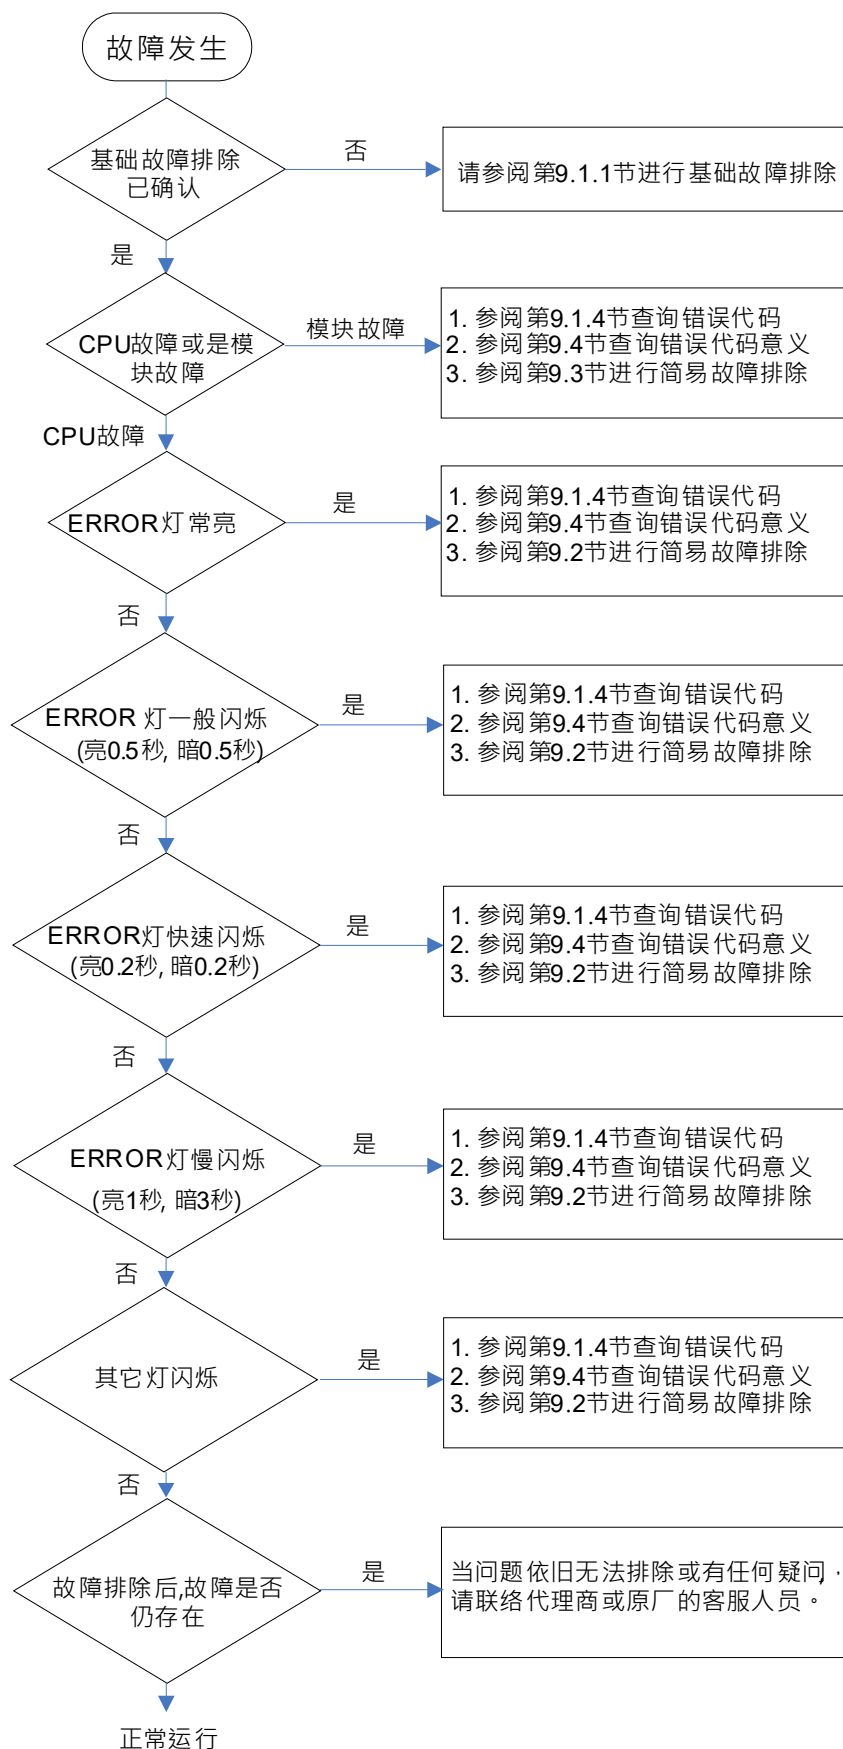 故障发生
基础故障排除
已确认
否
请参阅第9.1.1节进行基础故障排除
是
CPU故障或是模
块故障
模块故障
1. 参阅第9.1.4节查询错误代码
2. 参阅第9.4节查询错误代码意义
3. 参阅第9.3节进行简易故障排除
CPU故障
ERROR灯常亮
是
1. 参阅第9.1.4节查询错误代码
2. 参阅第9.4节查询错误代码意义
3. 参阅第9.2节进行简易故障排除
否
ERROR 灯一般闪烁
(亮0.5秒, 暗0.5秒)
是
1. 参阅第9.1.4节查询错误代码
2. 参阅第9.4节查询错误代码意义
3. 参阅第9.2节进行简易故障排除
否
ERROR灯快速闪烁
(亮0.2秒, 暗0.2秒)
是
1. 参阅第9.1.4节查询错误代码
2. 参阅第9.4节查询错误代码意义
3. 参阅第9.2节进行简易故障排除
否
ERROR灯慢闪烁
(亮1秒, 暗3秒)
是
1. 参阅第9.1.4节查询错误代码
2. 参阅第9.4节查询错误代码意义
3. 参阅第9.2节进行简易故障排除
否
其它灯闪烁
是
1. 参阅第9.1.4节查询错误代码
2. 参阅第9.4节查询错误代码意义
3. 参阅第9.2节进行简易故障排除
否
故障排除后,故障是否
仍存在
是
当问题依旧无法排除或有任何疑问，
请联络代理商或原厂的客服人员。
正常运行